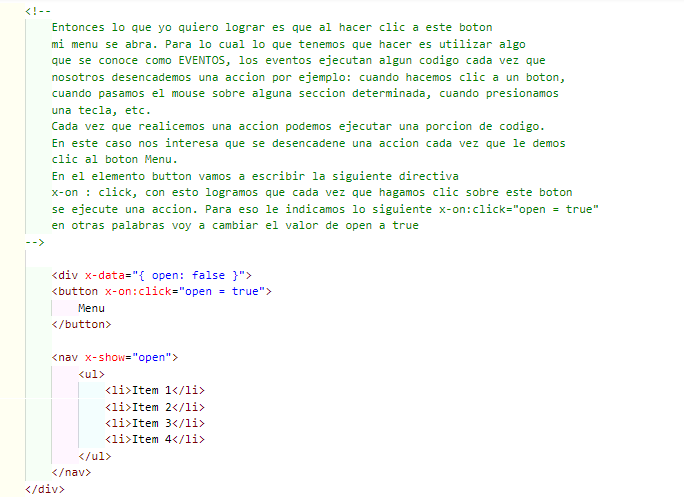 <!--
Entonces lo que yo quiero lograr es que al hacer clic a este boton
mi menu se abra. Para lo cual lo que tenemos que hacer es utilizar algo
que se conoce como EVENTOS, los eventos ejecutan algun codigo cada vez que
nosotros desencademos una accion por ejemplo: cuando hacemos clic a un boton,
cuando pasamos el mouse sobre alguna seccion determinada, cuando presionamos
una tecla, etc.
Cada vez que realicemos una accion podemos ejecutar una porcion de codigo.
En este caso nos interesa que se desencadene una accion cada vez que le demos
clic al boton Menu.
En el elemento button vamos a escribir la siguiente directiva
x-on : click, con esto logramos que cada vez que hagamos clic sobre este boton
se ejecute una accion. Para eso le indicamos lo siguiente x-on:click="open = true"
en otras palabras voy a cambiar el valor de open a true
-->
<div x-data="{ open: false }">
<button x-on:click="open = true">
Menu
</button>
<nav x-show="open">
<ul>
<li>Item 1</li>
<li>Item 2</li>
<li>Item 3</li>
<li>Item 4</li>
</ul>
</nav>
</div>